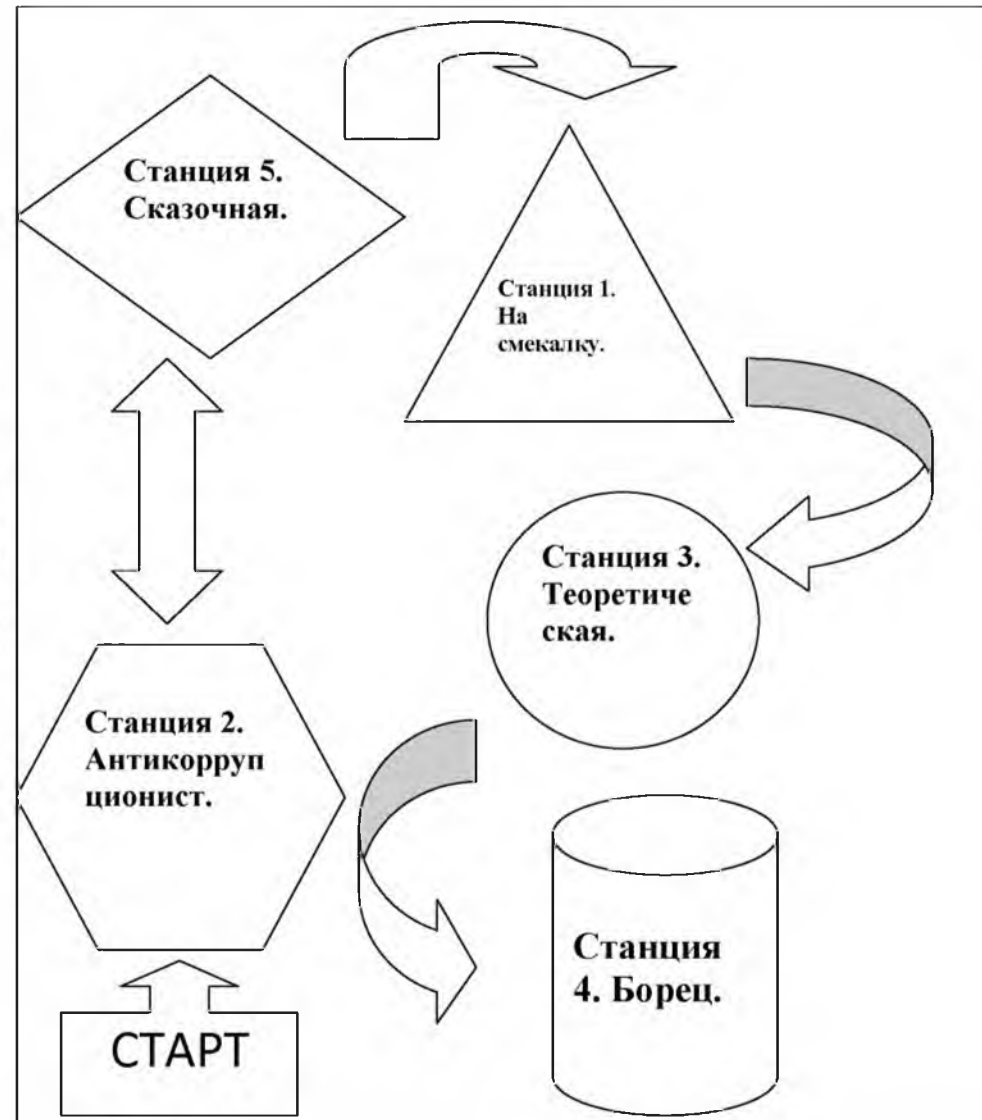 Станция 5.
Сказочная.
Станция 1.
На
смекалку.
Станция 3.
Теоретиче
ская.
Станция 2.
Антикорруп
ционист.
Станция
4. Борец.
СТАРТ